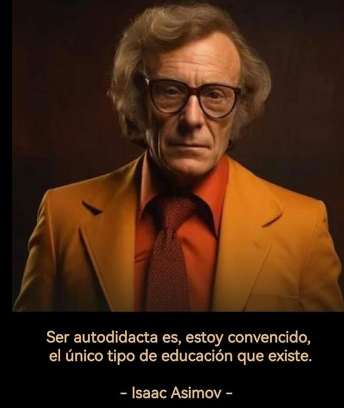 Ser autodidacta es, estoy convencido,
el único tipo de educación que existe.
- Isaac Asimov -